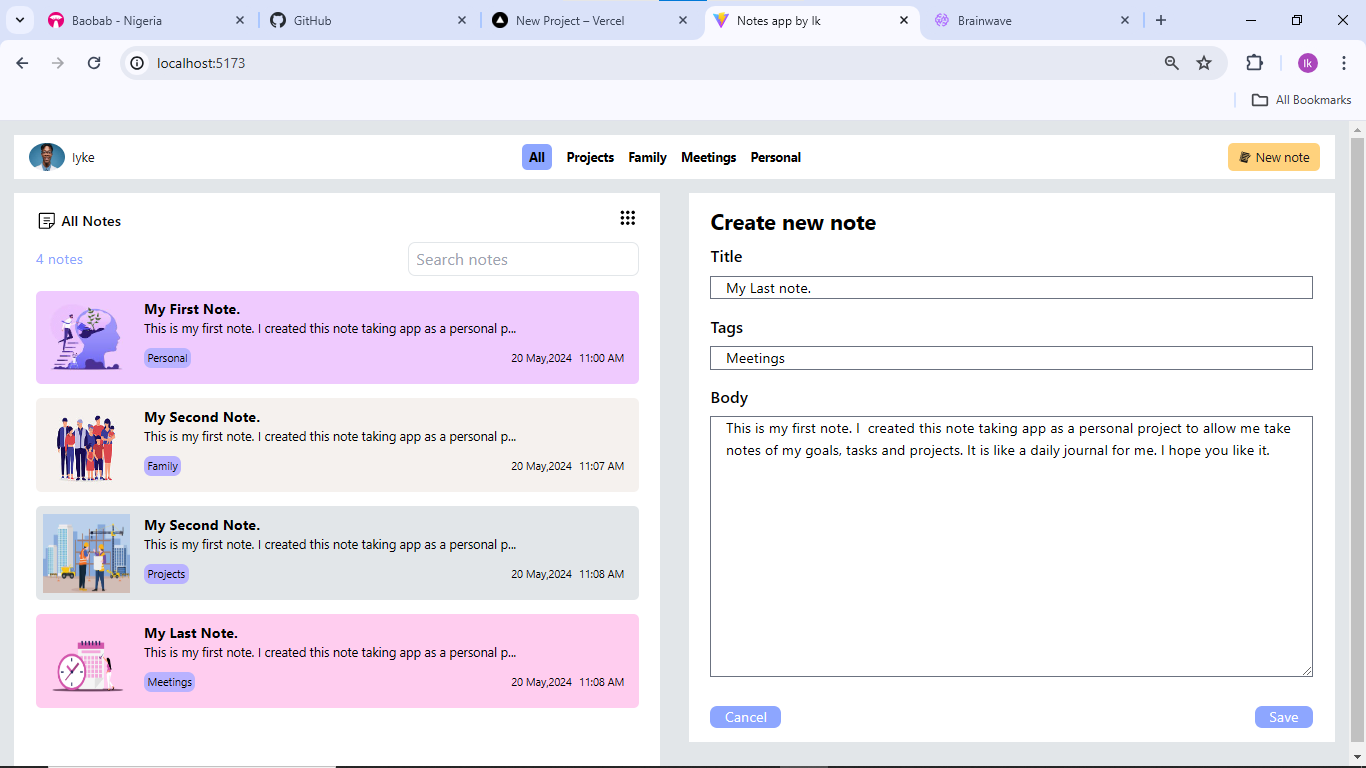 Baobab - Nigeria
GitHub
New Project – Vercel
Notes app by Ik
Brainwave
localhost:5173
Ik
All Bookmarks
Iyke
All Projects Family Meetings Personal
New note
All Notes
4 notes
Search notes
My First Note.
This is my first note. I created this note taking app as a personal p...
Personal
20 May,2024 11:00 AM
My Second Note.
This is my first note. I created this note taking app as a personal p...
Family
20 May,2024 11:07 AM
My Second Note.
This is my first note. I created this note taking app as a personal p...
Projects
20 May,2024 11:08 AM
My Last Note.
This is my first note. I created this note taking app as a personal p...
Meetings
20 May,2024 11:08 AM
Create new note
Title
My Last note.
Tags
Meetings
Body
This is my first note. I  created this note taking app as a personal project to allow me take
notes of my goals, tasks and projects. It is like a daily journal for me. I hope you like it.
Cancel
Save